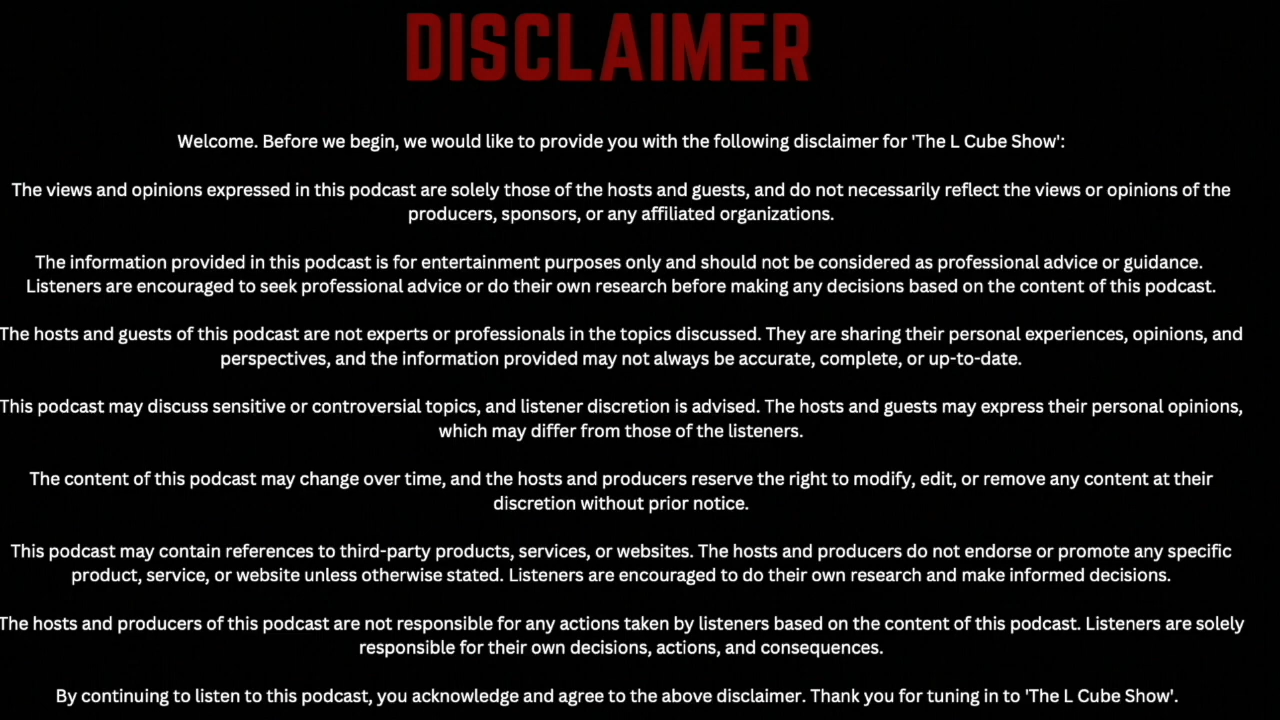 DISCLAIMER
Welcome. Before we begin, we would like to provide you with the following disclaimer for 'The L Cube Show':
The views and opinions expressed in this podcast are solely those of the hosts and guests, and do not necessarily reflect the views or opinions of the
producers, sponsors, or any affiliated organizations.
The information provided in this podcast is for entertainment purposes only and should not be considered as professional advice or guidance.
Listeners are encouraged to seek professional advice or do their own research before making any decisions based on the content of this podcast.
The hosts and guests of this podcast are not experts or professionals in the topics discussed. They are sharing their personal experiences, opinions, and
perspectives, and the information provided may not always be accurate, complete, or up-to-date.
This podcast may discuss sensitive or controversial topics, and listener discretion is advised. The hosts and guests may express their personal opinions,
which may differ from those of the listeners.
The content of this podcast may change over time, and the hosts and producers reserve the right to modify, edit, or remove any content at their
discretion without prior notice.
This podcast may contain references to third-party products, services, or websites. The hosts and producers do not endorse or promote any specific
product, service, or website unless otherwise stated. Listeners are encouraged to do their own research and make informed decisions.
The hosts and producers of this podcast are not responsible for any actions taken by listeners based on the content of this podcast. Listeners are solely
responsible for their own decisions, actions, and consequences.
By continuing to listen to this podcast, you acknowledge and agree to the above disclaimer. Thank you for tuning in to 'The L Cube Show'.